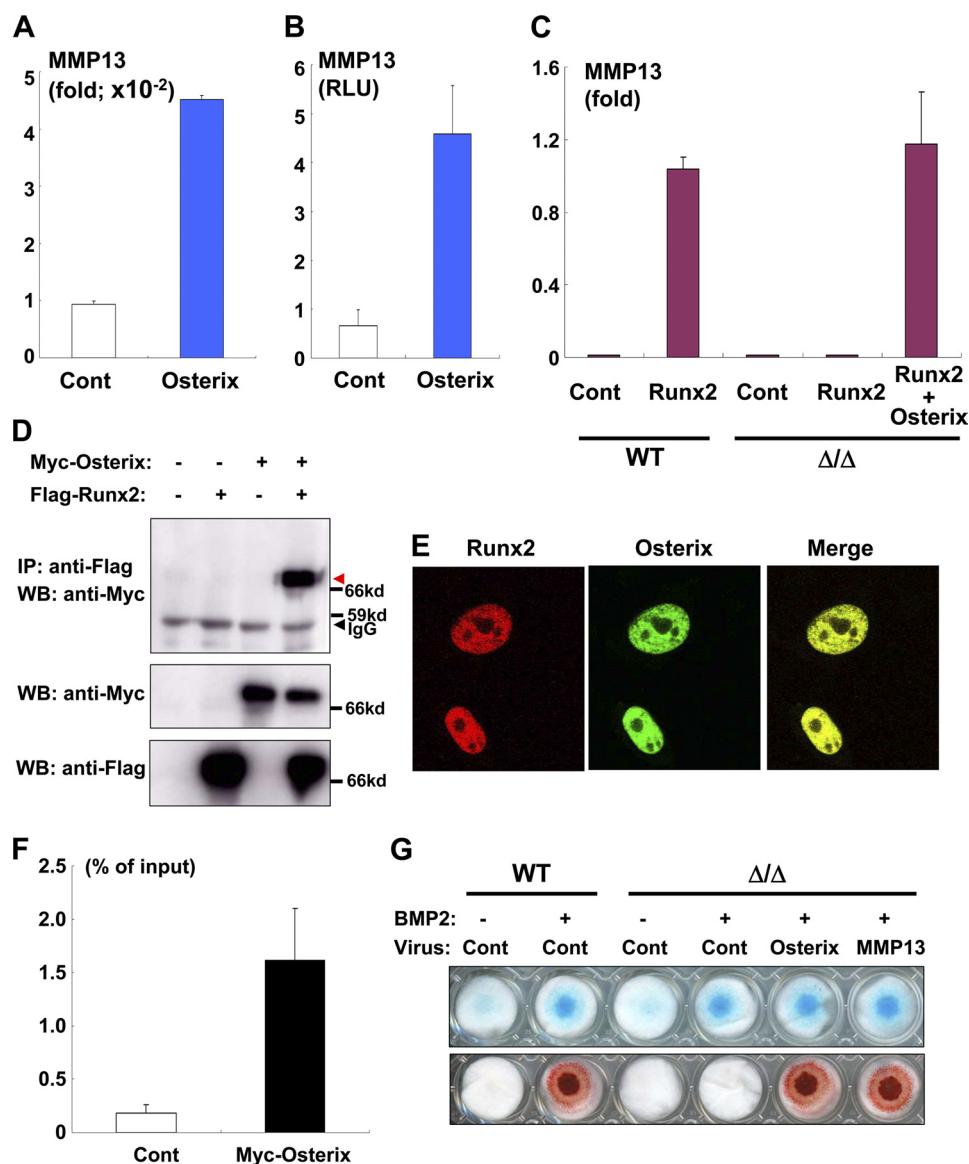 A
MMP13
(fold; x10-2)
5
4
3
2
1
0
Cont Osterix
B
MMP13
(RLU)
6
5
4
3
2
1
0
Cont Osterix
C
MMP13
(fold)
1.6
1.2
0.8
0.4
0
Cont Runx2 Cont Runx2 Runx2
+
Osterix
WT Δ/Δ
D
Myc-Osterix: - - + +
Flag-Runx2: - + - +
IP: anti-Flag
WB: anti-Myc
66kd
59kd
IgG
WB: anti-Myc
66kd
WB: anti-Flag
66kd
E
Runx2 Osterix Merge
F
(% of input)
2.5
2.0
1.5
1.0
0.5
0
Cont Myc-Osterix
G
WT Δ/Δ
BMP2: - + - + + +
Virus: Cont Cont Cont Cont Osterix MMP13